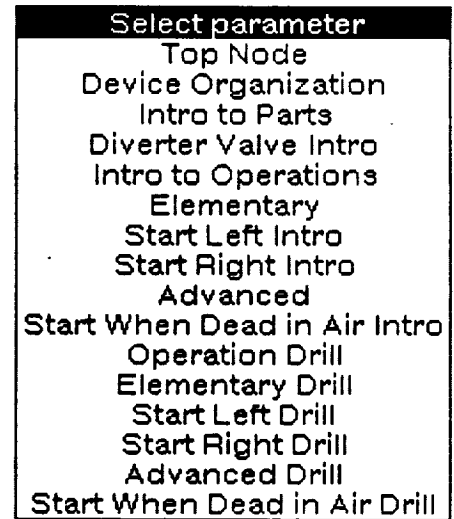 Select parameter
Top Node
Device Organization
Intro to Parts
Diverter Valve Intro
Intro to Operations
Elementary
Start Left Intro
Start Right Intro
Advanced
Start When Dead in Air Intro
Operation Drill
Elementary Drill
Start Left Drill
Start Right Drill
Advanced Drill
Start When Dead in Air Drill